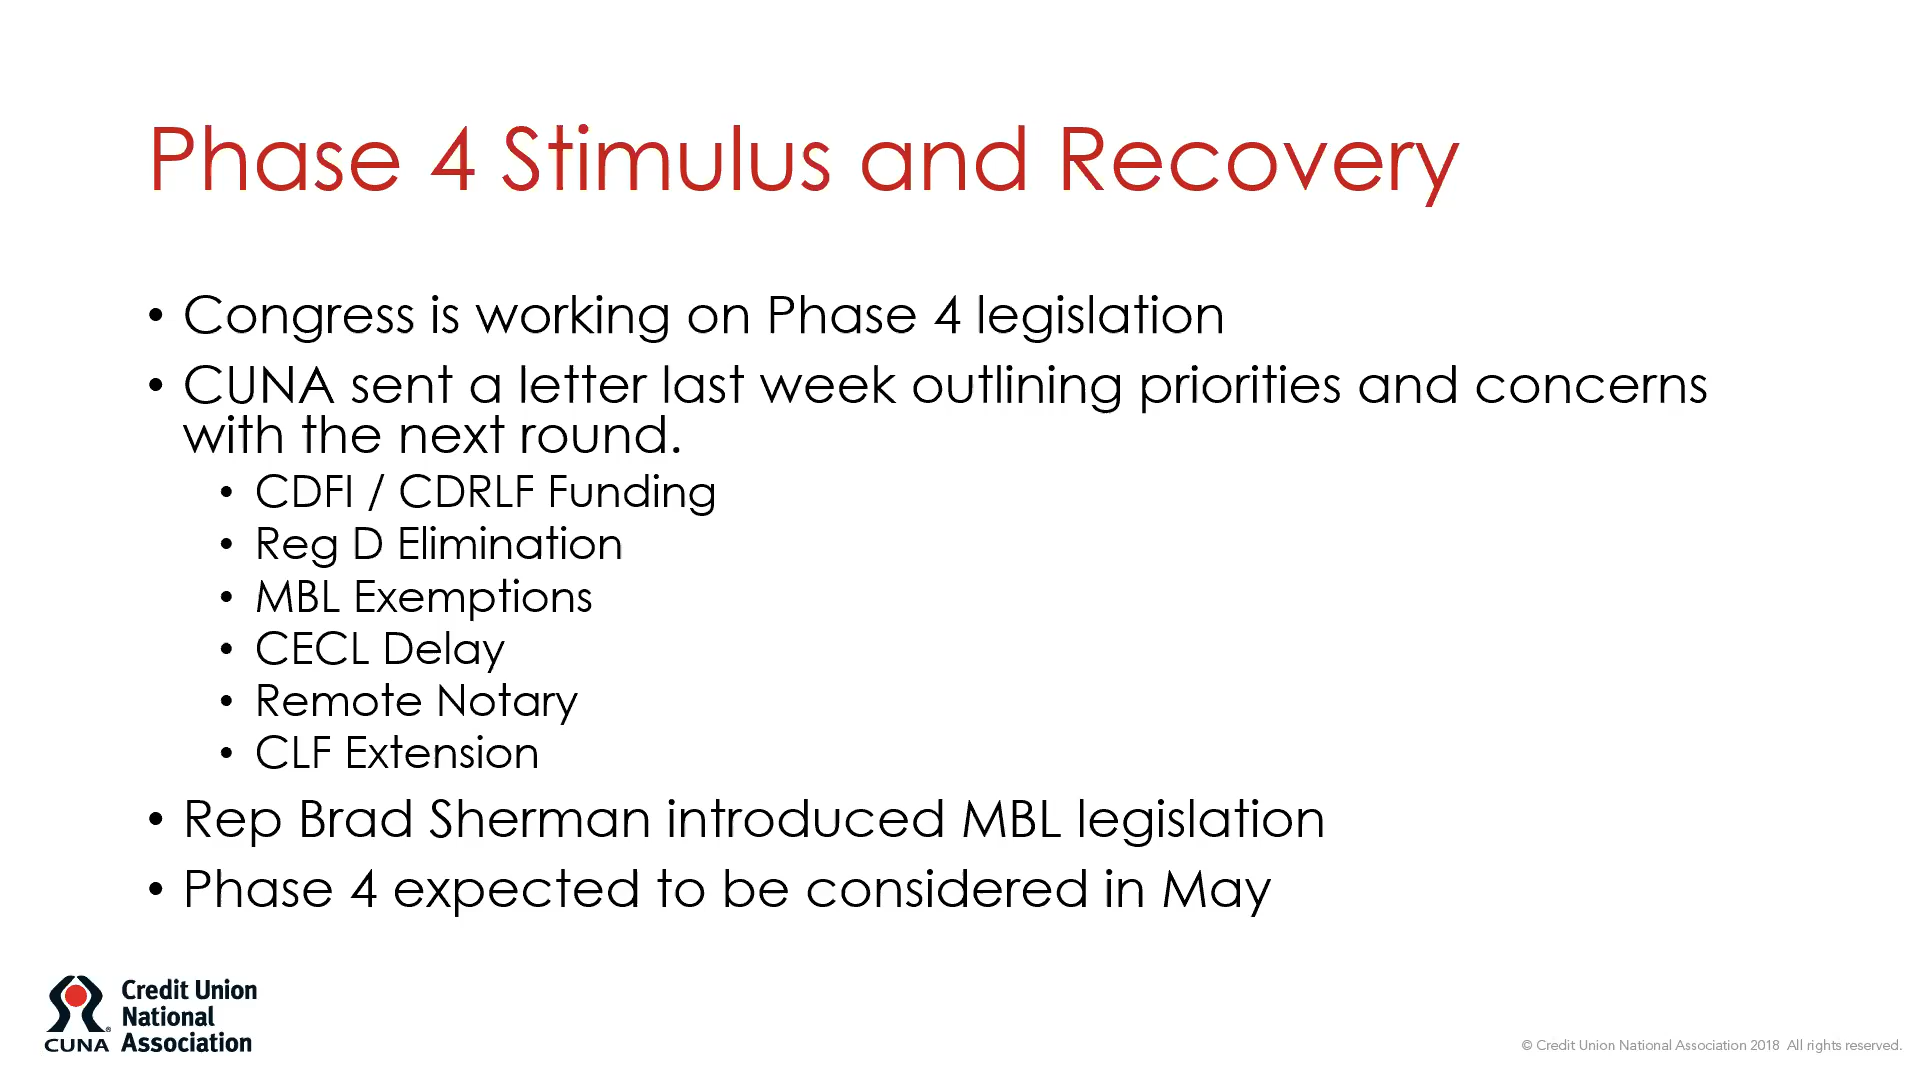 Phase 4 Stimulus and Recovery
• Congress is working on Phase 4 legislation
• CUNA sent a letter last week outlining priorities and concerns
with the next round.
• CDFI / CDRLF Funding
• Reg D Elimination
• MBL Exemptions
• CECL Delay
• Remote Notary
• CLF Extension
• Rep Brad Sherman introduced MBL legislation
• Phase 4 expected to be considered in May
Credit Union
National
Association
CUNA®
© Credit Union National Association 2018 All rights reserved.